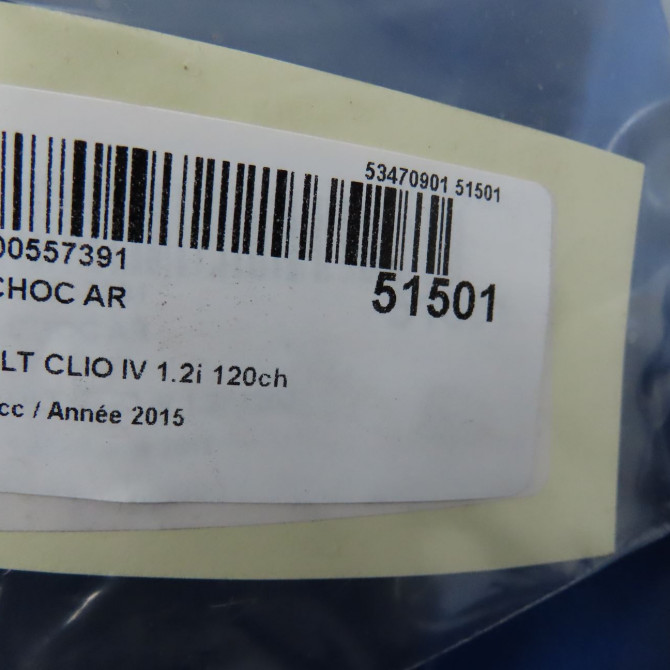 53470901 51501
00557391
CHOC AR
51501
LT CLIO IV 1.2i 120ch
cc / Année 2015